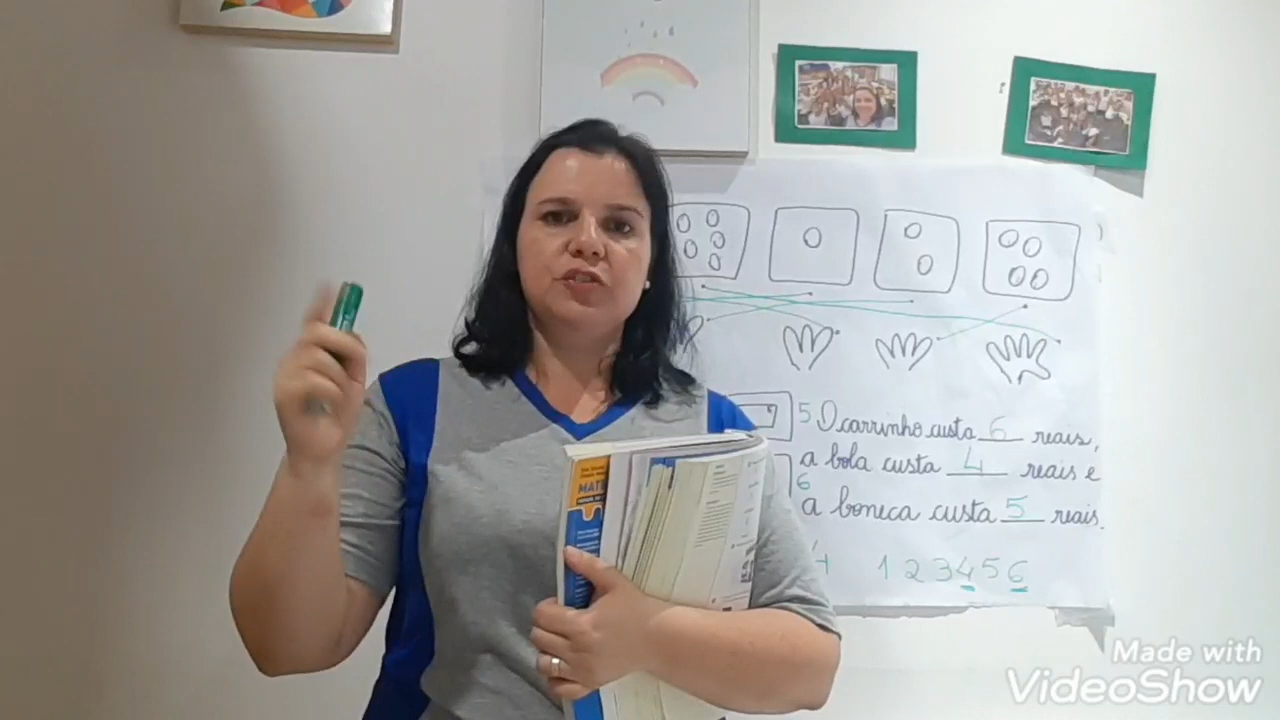 5 O carrinho custa 6 reais,
a bola custa 4 reais e
6
a boneca custa 5 reais.
4 1 2 3 4 5 6
MATE
Made with
VideoShow